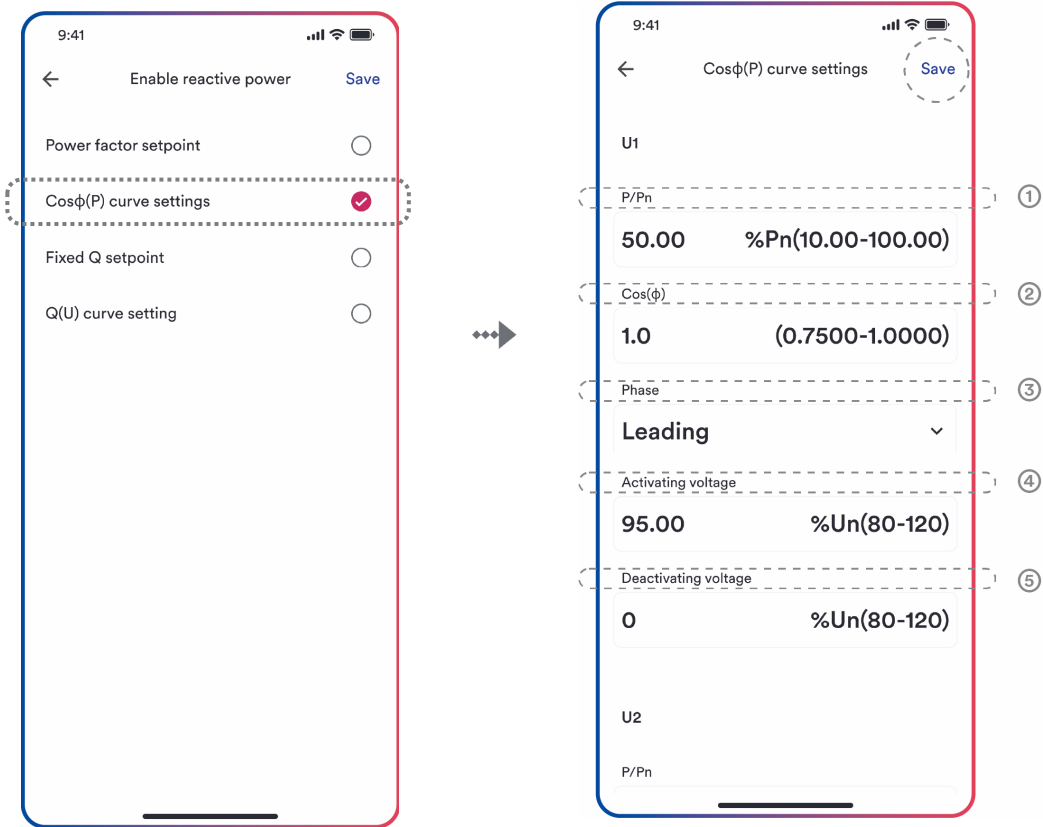 9:41
Enable reactive power Save
Power factor setpoint
Cosϕ(P) curve settings
Fixed Q setpoint
Q(U) curve setting
9:41
Cosϕ(P) curve settings Save
U1
P/Pn
①
50.00 %Pn(10.00-100.00)
Cos(ϕ)
②
1.0 (0.7500-1.0000)
Phase
③
Leading
Activating voltage
④
95.00 %Un(80-120)
Deactivating voltage
⑤
0 %Un(80-120)
U2
P/Pn